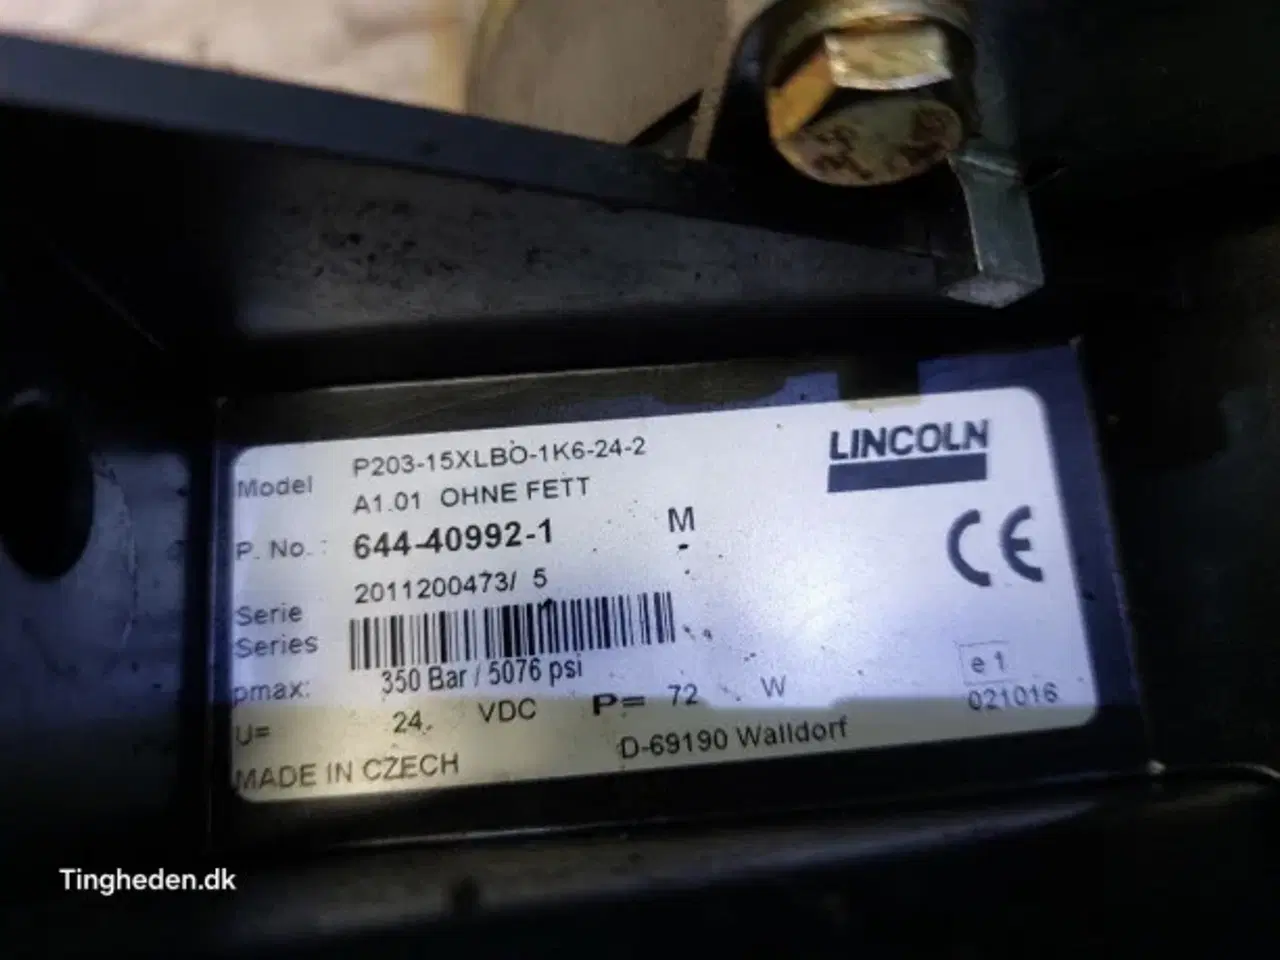 Model P203-15XLBO-1K6-24-2
A1.01 OHNE FETT
P. No. : 644-40992-1 M
2011200473/ 5
Serie
Series
pmax: 350 Bar / 5076 psi
U= 24 VDC P= 72 W
MADE IN CZECH D-69190 Walldorf
LINCOLN
CE
e1
021016
Tingheden.dk